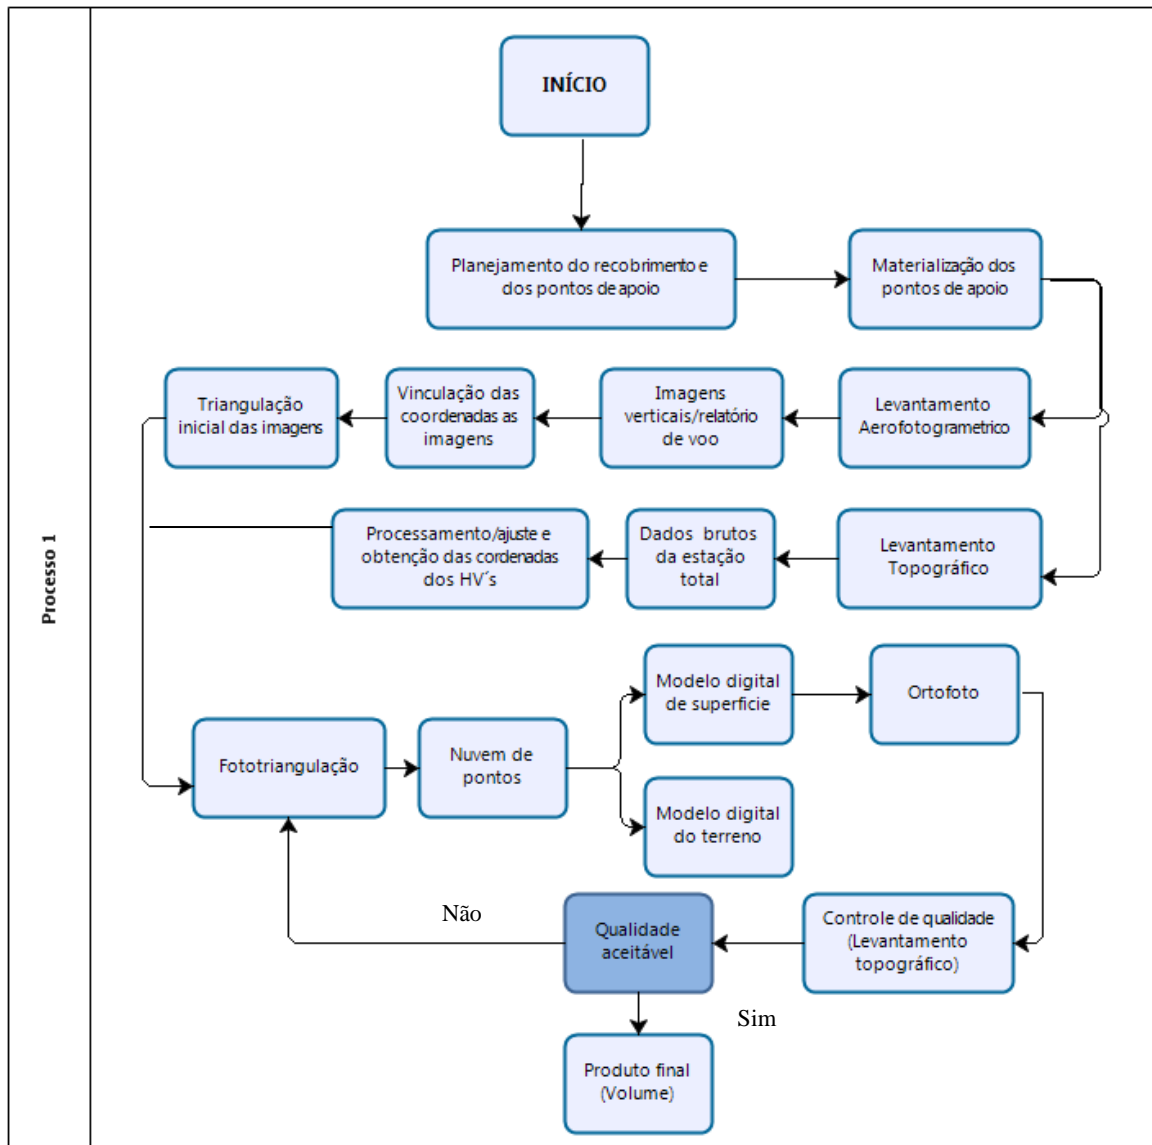 Processo 1
INÍCIO
Planejamento do recobrimento e
dos pontos de apoio
Materialização dos
pontos de apoio
Triangulação
inicial das imagens
Vinculação das
coordenadas as
imagens
Imagens
verticais/relatório
de voo
Levantamento
Aerofotogrametrico
Processamento/ajuste e
obtenção das cordenadas
dos HV´s
Dados brutos
da estação
total
Levantamento
Topográfico
Fototriangulação
Nuvem de
pontos
Modelo digital
de superficie
Ortofoto
Modelo digital
do terreno
Não
Qualidade
aceitável
Controle de qualidade
(Levantamento
topográfico)
Sim
Produto final
(Volume)